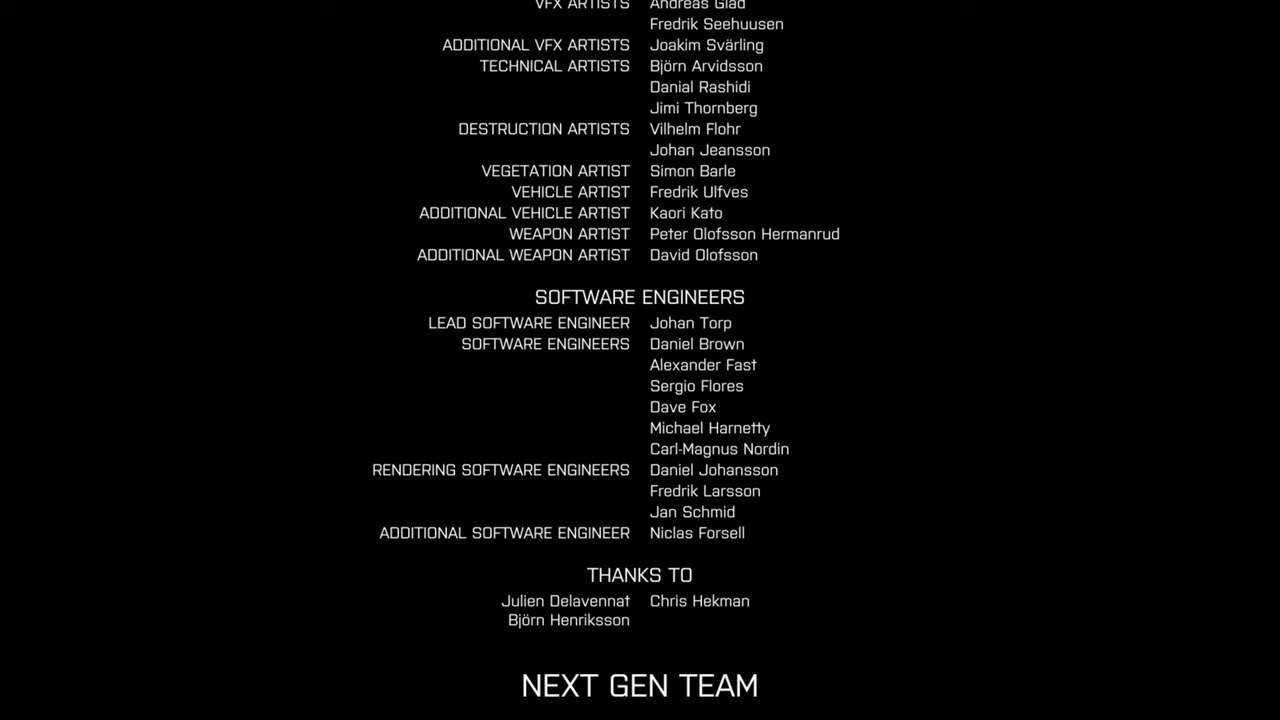 VFX ARTISTS Andreas Glad
Fredrik Seehuusen
ADDITIONAL VFX ARTISTS Joakim Svärling
TECHNICAL ARTISTS Björn Arvidsson
Danial Rashidi
Jimi Thornberg
DESTRUCTION ARTISTS Vilhelm Flohr
Johan Jeansson
VEGETATION ARTIST Simon Barle
VEHICLE ARTIST Fredrik Ulfves
ADDITIONAL VEHICLE ARTIST Kaori Kato
WEAPON ARTIST Peter Olofsson Hermanrud
ADDITIONAL WEAPON ARTIST David Olofsson
SOFTWARE ENGINEERS
LEAD SOFTWARE ENGINEER Johan Torp
SOFTWARE ENGINEERS Daniel Brown
Alexander Fast
Sergio Flores
Dave Fox
Michael Harnetty
Carl-Magnus Nordin
RENDERING SOFTWARE ENGINEERS Daniel Johansson
Fredrik Larsson
Jan Schmid
ADDITIONAL SOFTWARE ENGINEER Niclas Forsell
THANKS TO
Julien Delavennat Chris Hekman
Björn Henriksson
NEXT GEN TEAM